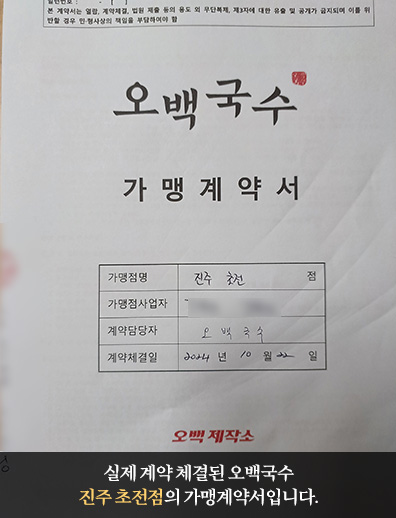 본 계약서는 열람, 계약체결, 법원 제출 등의 용도 외 무단복제, 제3자에 대한 유출 및 공개가 금지되며 이를 위
반할 경우 민·형사상의 책임을 부담하여야 함
오백국수
가 맹 계 약 서
가맹점명 진주 초전 점
가맹점사업자
계약담당자 오 백 국 수
계약체결일 2024 년 10 월 22 일
오백 제작소
실제 계약 체결된 오백국수
진주 초전점의 가맹계약서입니다.